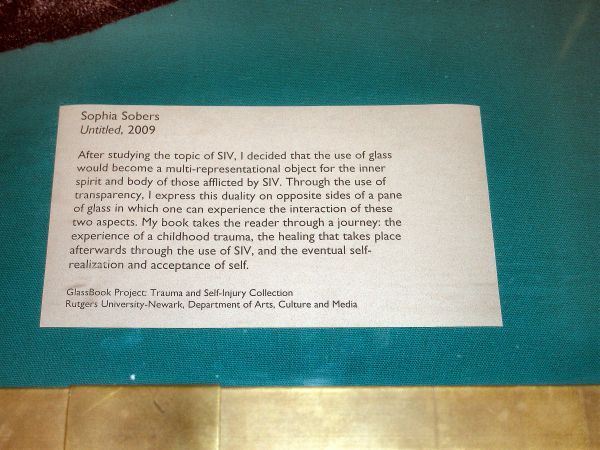 Sophia Sobers
Untitled, 2009
After studying the topic of SIV, I decided that the use of glass
would become a multi-representational object for the inner
spirit and body of those afflicted by SIV. Through the use of
transparency, I express this duality on opposite sides of a pane
of glass in which one can experience the interaction of these
two aspects. My book takes the reader through a journey: the
experience of a childhood trauma, the healing that takes place
afterwards through the use of SIV, and the eventual self-
realization and acceptance of self.
GlassBook Project: Trauma and Self-Injury Collection
Rutgers University-Newark, Department of Arts, Culture and Media